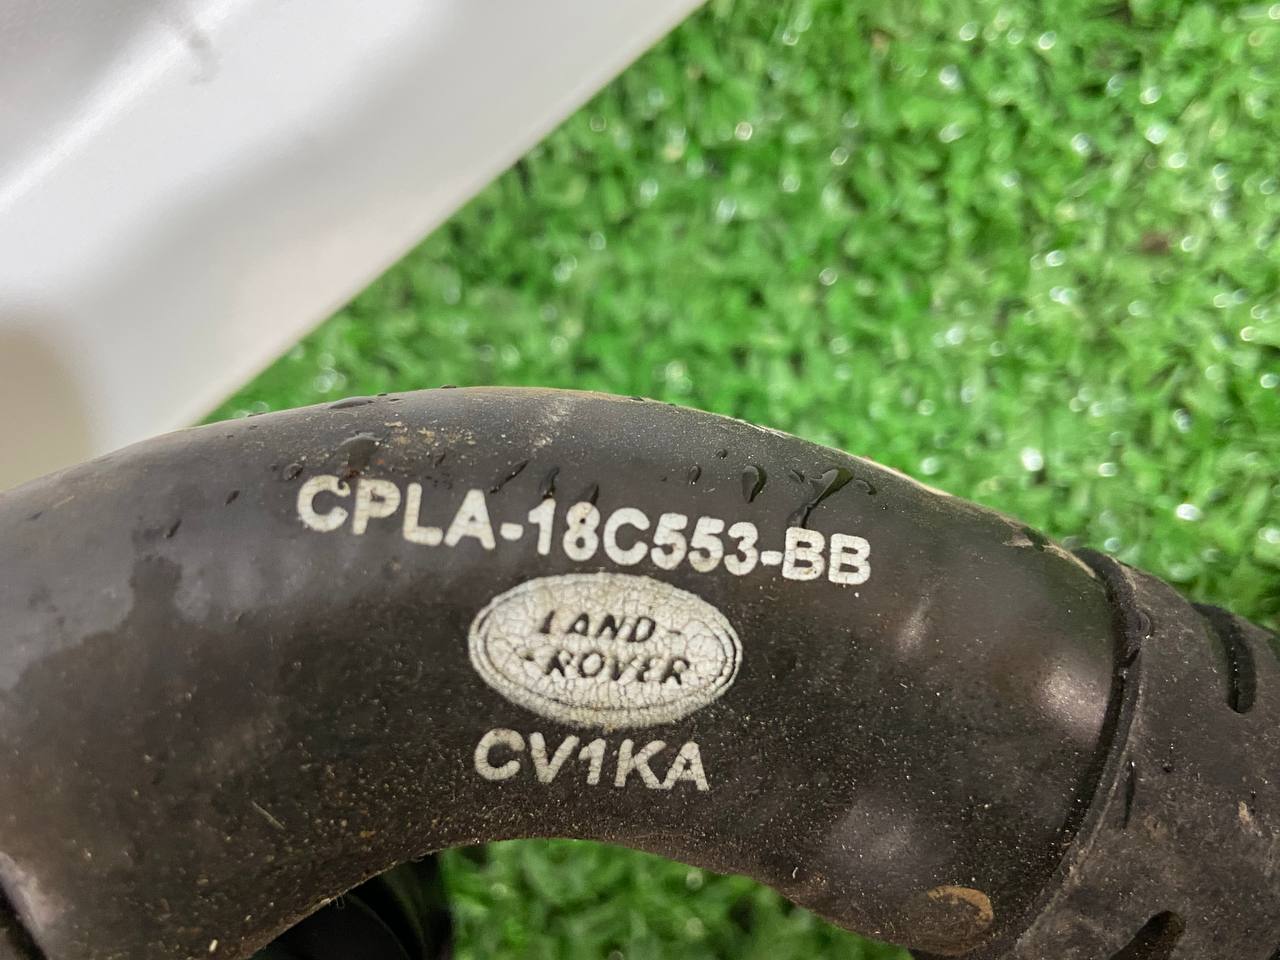 CPLA-18C553-BB
LAND-
-ROVER
CV1KA